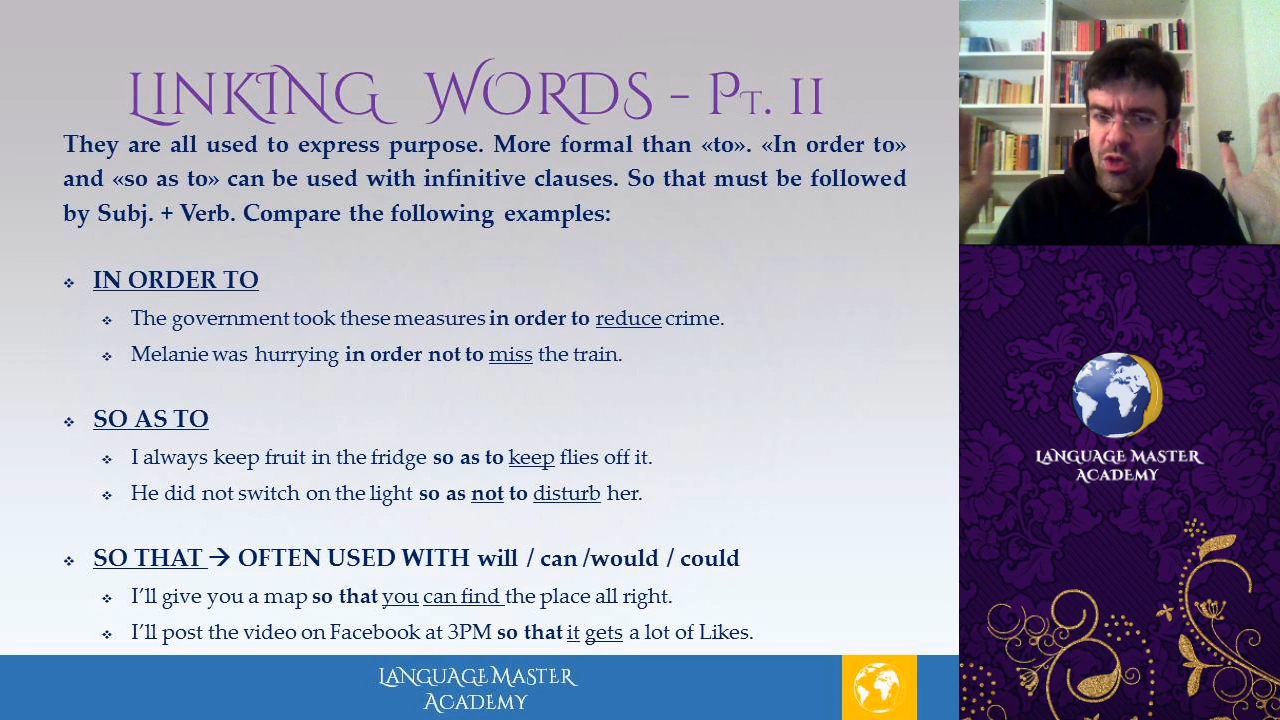 LINKING WORDS – PT. II
They are all used to express purpose. More formal than «to». «In order to»
and «so as to» can be used with infinitive clauses. So that must be followed
by Subj. + Verb. Compare the following examples:
IN ORDER TO
The government took these measures in order to reduce crime.
Melanie was hurrying in order not to miss the train.
SO AS TO
I always keep fruit in the fridge so as to keep flies off it.
He did not switch on the light so as not to disturb her.
SO THAT → OFTEN USED WITH will / can /would / could
I’ll give you a map so that you can find the place all right.
I’ll post the video on Facebook at 3PM so that it gets a lot of Likes.
LANGUAGE MASTER
ACADEMY
LANGUAGE MASTER
ACADEMY